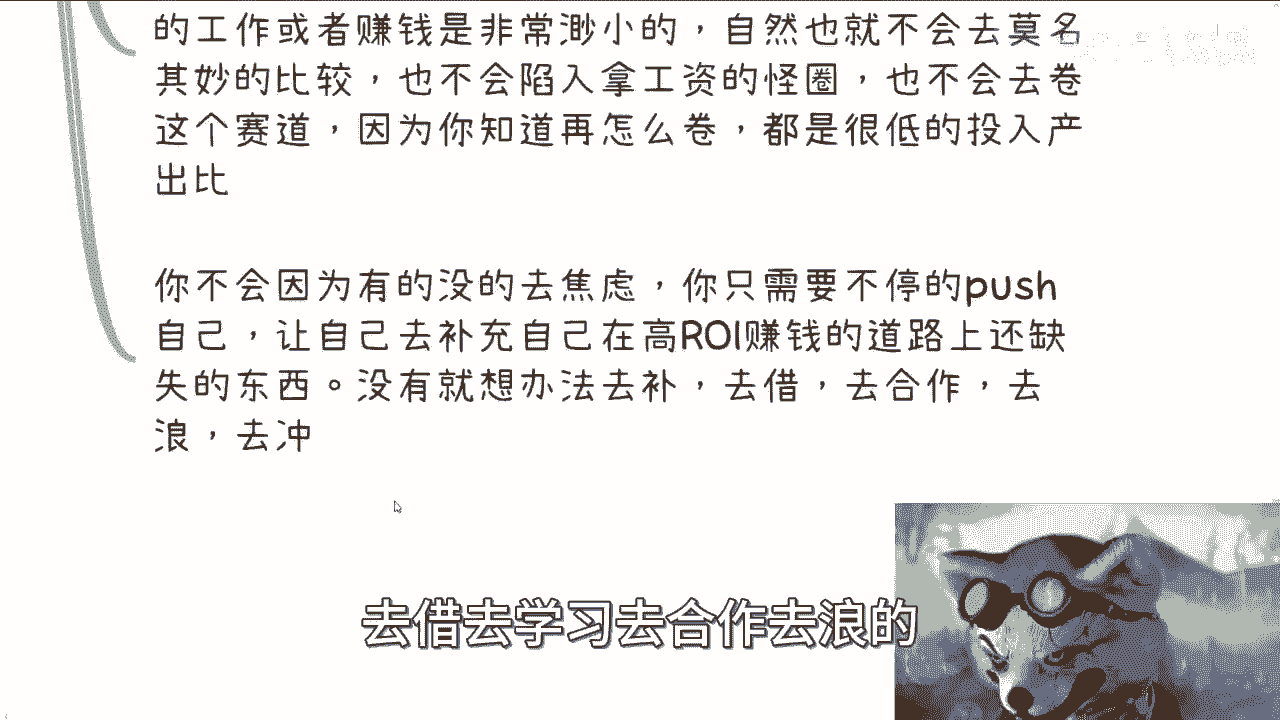 的工作或者赚钱是非常渺小的，自然也就不会去莫名
其妙的比较，也不会陷入拿工资的怪圈，也不会去卷
这个赛道，因为你知道再怎么卷，都是很低的投入产
出比
你不会因为有的没的去焦虑，你只需要不停的push
自己，让自己去补充自己在高ROI赚钱的道路上还缺
失的东西。没有就想办法去补，去借，去合作，去
浪，去冲
去借去学习去合作去浪的